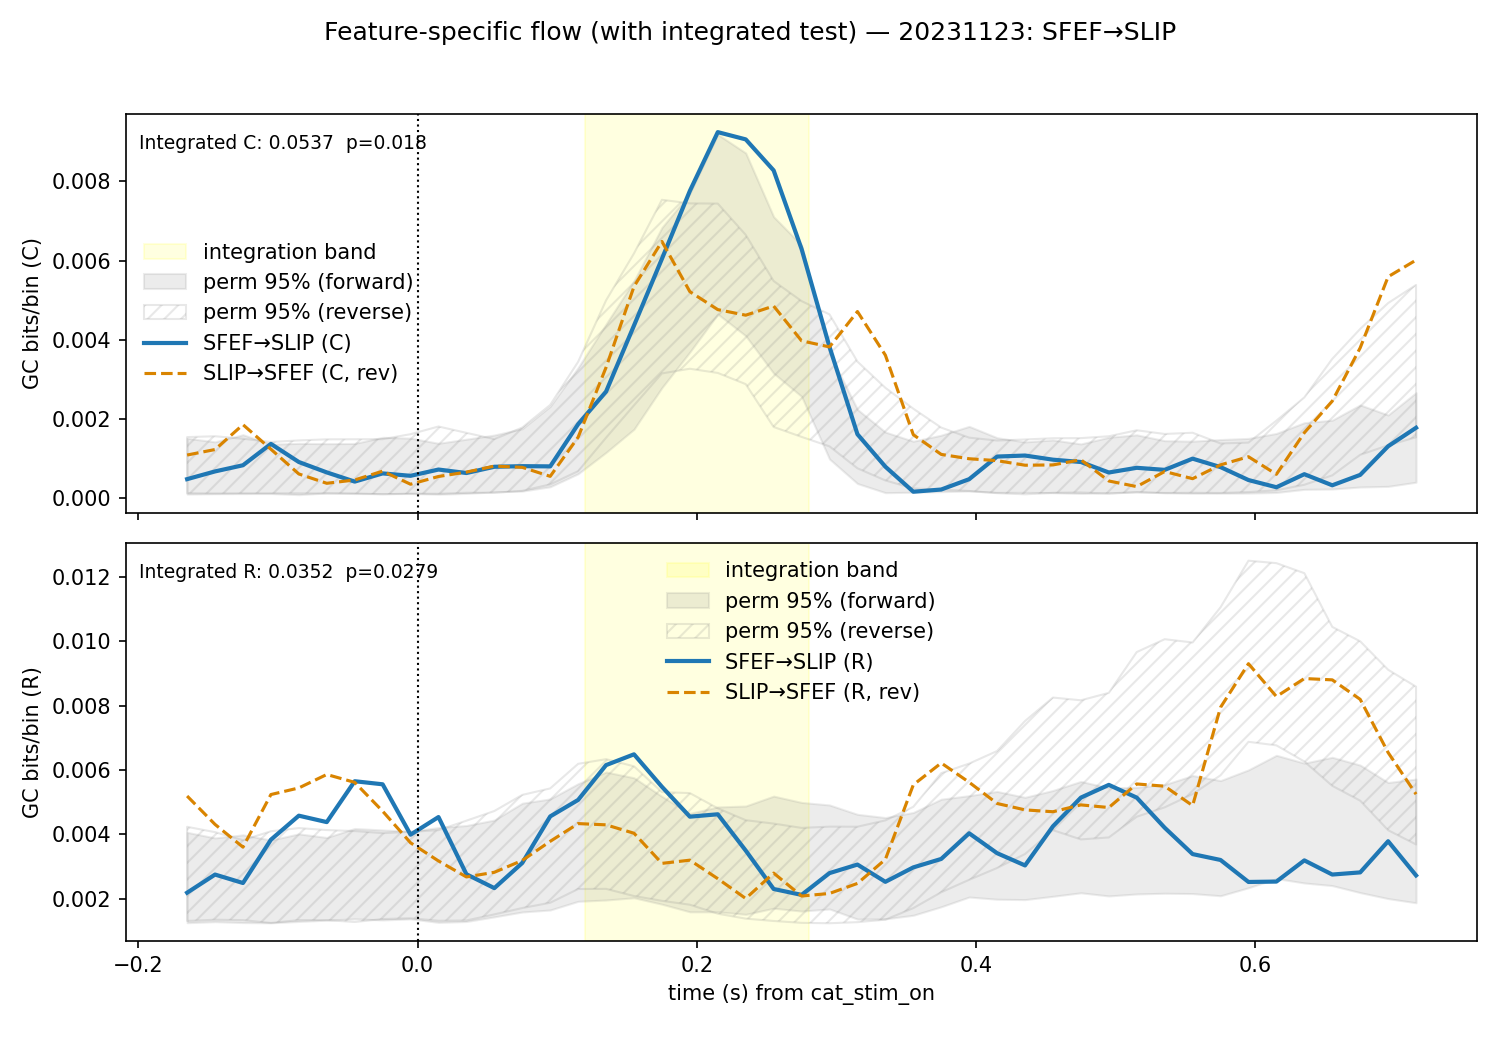 Feature-specific flow (with integrated test) — 20231123: SFEF→SLIP
Integrated C: 0.0537  p=0.018
GC bits/bin (C)
0.008
0.006
0.004
0.002
0.000
integration band
perm 95% (forward)
perm 95% (reverse)
SFEF→SLIP (C)
SLIP→SFEF (C, rev)
Integrated R: 0.0352  p=0.0279
GC bits/bin (R)
0.012
0.010
0.008
0.006
0.004
0.002
integration band
perm 95% (forward)
perm 95% (reverse)
SFEF→SLIP (R)
SLIP→SFEF (R, rev)
−0.2 0.0 0.2 0.4 0.6
time (s) from cat_stim_on